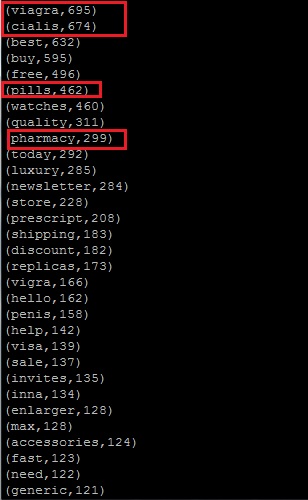 (viagra,695)
(cialis,674)
(best,632)
(buy,595)
(free,496)
(pills,462)
(watches,460)
(quality,311)
(pharmacy,299)
(today,292)
(luxury,285)
(newsletter,284)
(store,228)
(prescript,208)
(shipping,183)
(discount,182)
(replicas,173)
(vigra,166)
(hello,162)
(penis,158)
(help,142)
(visa,139)
(sale,137)
(invites,135)
(inna,134)
(enlarger,128)
(max,128)
(accessories,124)
(fast,123)
(need,122)
(generic,121)